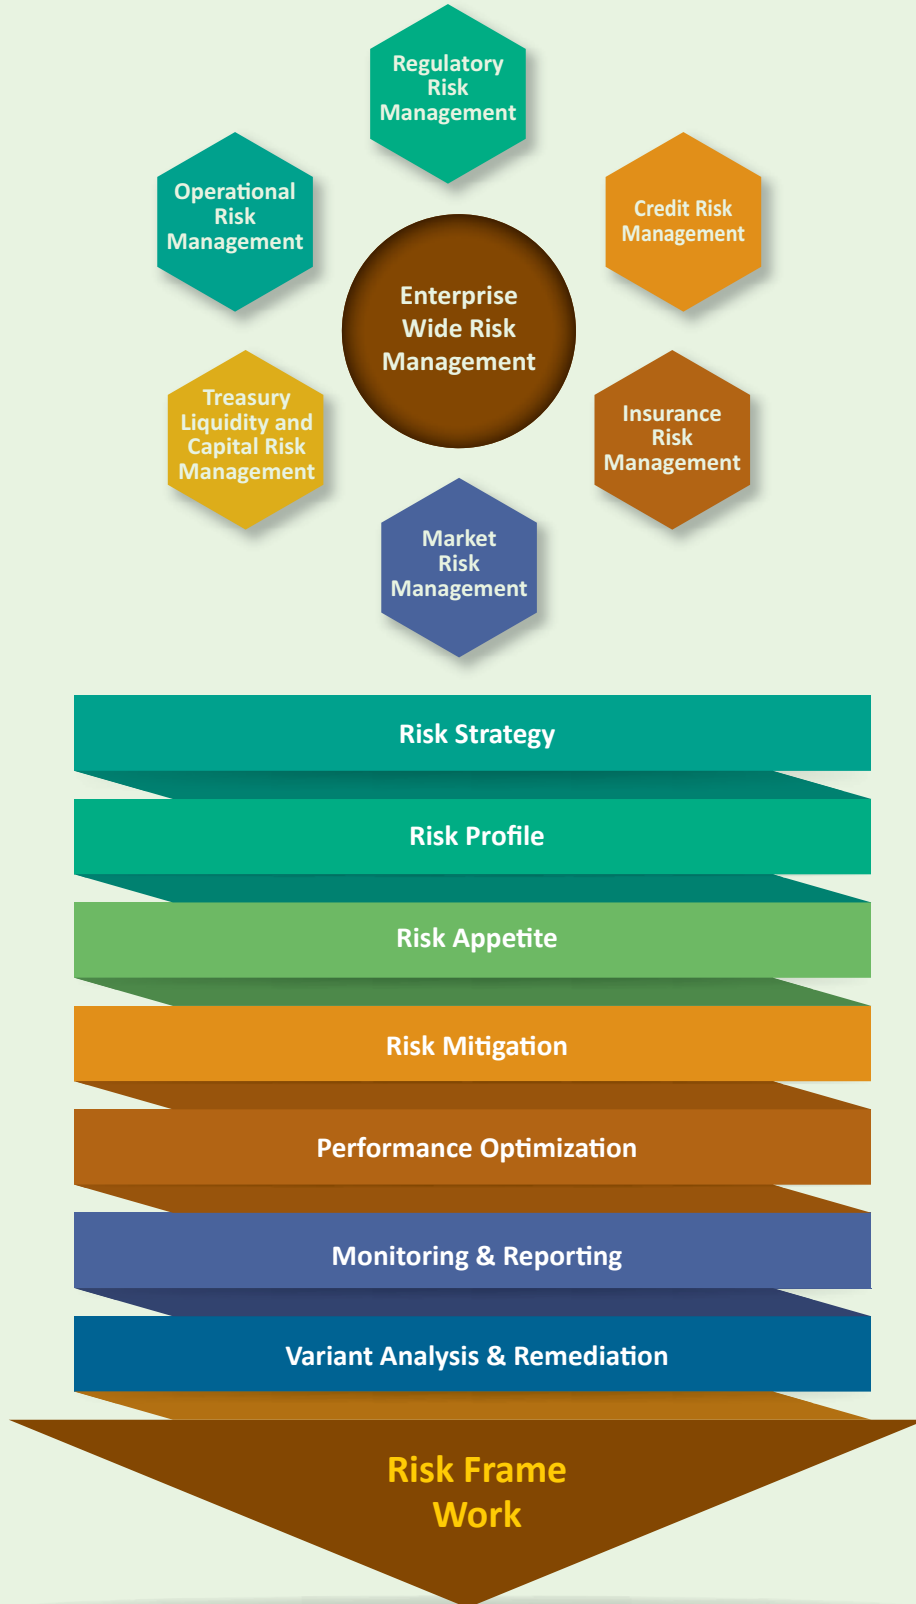 Regulatory
Risk
Management
Operational
Risk
Management
Credit Risk
Management
Enterprise
Wide Risk
Management
Treasury
Liquidity and
Capital Risk
Management
Insurance
Risk
Management
Market
Risk
Management
Risk Strategy
Risk Profile
Risk Appetite
Risk Mitigation
Performance Optimization
Monitoring & Reporting
Variant Analysis & Remediation
Risk Frame
Work